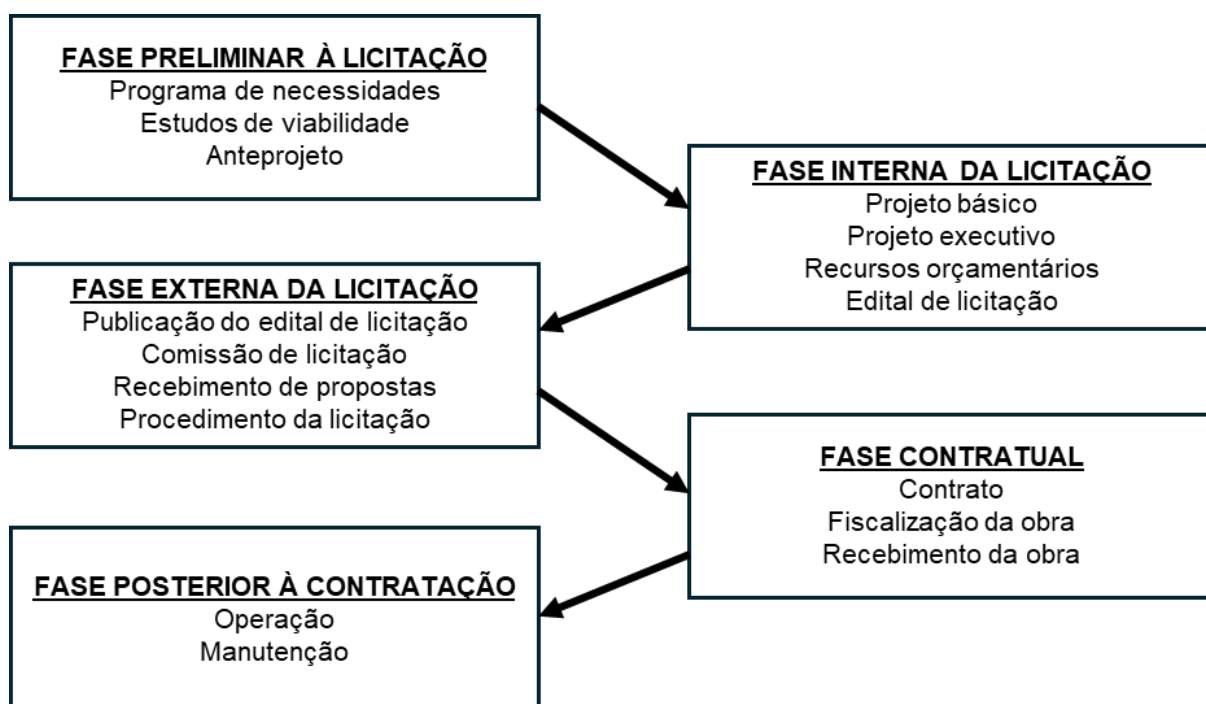 FASE PRELIMINAR À LICITAÇÃO
Programa de necessidades
Estudos de viabilidade
Anteprojeto
FASE INTERNA DA LICITAÇÃO
Projeto básico
Projeto executivo
Recursos orçamentários
Edital de licitação
FASE EXTERNA DA LICITAÇÃO
Publicação do edital de licitação
Comissão de licitação
Recebimento de propostas
Procedimento da licitação
FASE CONTRATUAL
Contrato
Fiscalização da obra
Recebimento da obra
FASE POSTERIOR À CONTRATAÇÃO
Operação
Manutenção